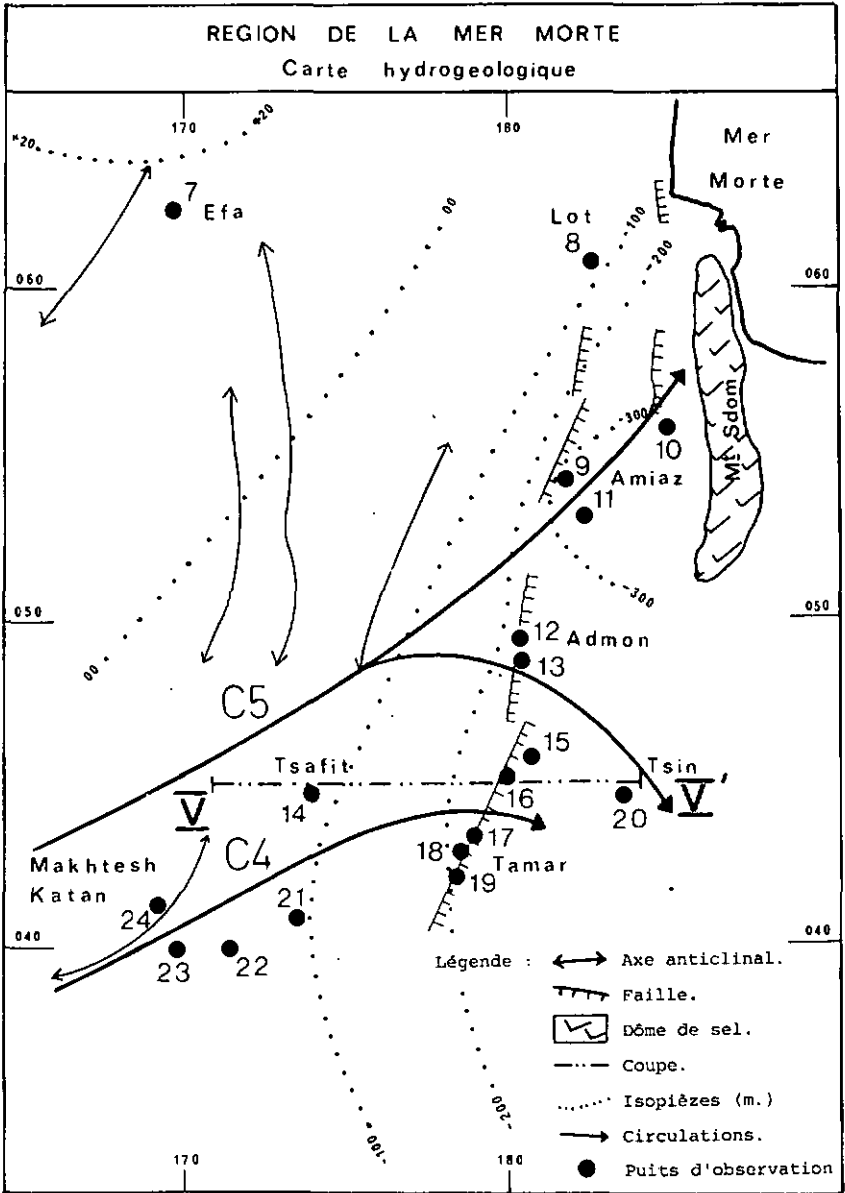 REGION DE LA MER MORTE
Carte hydrogeologique
170
180
+20
+20
Mer
Morte
7
Efa
00
Lot
8
-100
-200
060
060
-300
9
10
Amiaz
11
Mt Sdom
-300
050
050
00
12
Admon
13
C5
15
Tsafit
Tsin
V
V'
14
16
20
C4
17
18
Tamar
19
Makhtesh
Katan
24
21
23
22
040
040
-100
-200
Légende :
Axe anticlinal.
Faille.
Dôme de sel.
Coupe.
Isopièzes (m.)
Circulations.
Puits d'observation
170
180